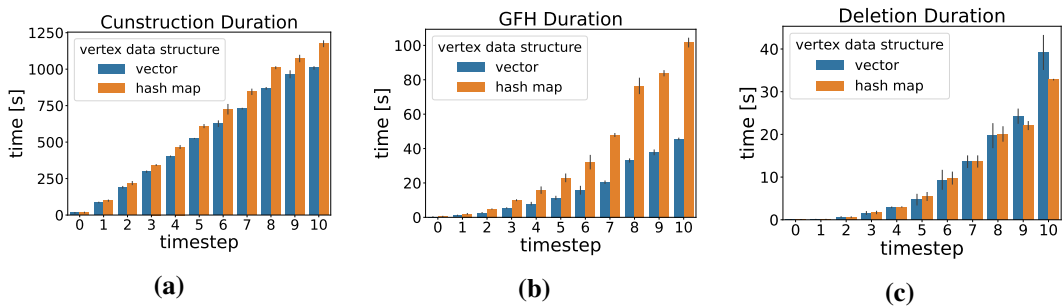 Cunstruction Duration
1250
1000
750
500
250
0
time [s]
vertex data structure
vector
hash map
0 1 2 3 4 5 6 7 8 9 10
timestep
(a)
GFH Duration
100
80
60
40
20
0
time [s]
vertex data structure
vector
hash map
0 1 2 3 4 5 6 7 8 9 10
timestep
(b)
Deletion Duration
40
30
20
10
0
time [s]
vertex data structure
vector
hash map
0 1 2 3 4 5 6 7 8 9 10
timestep
(c)